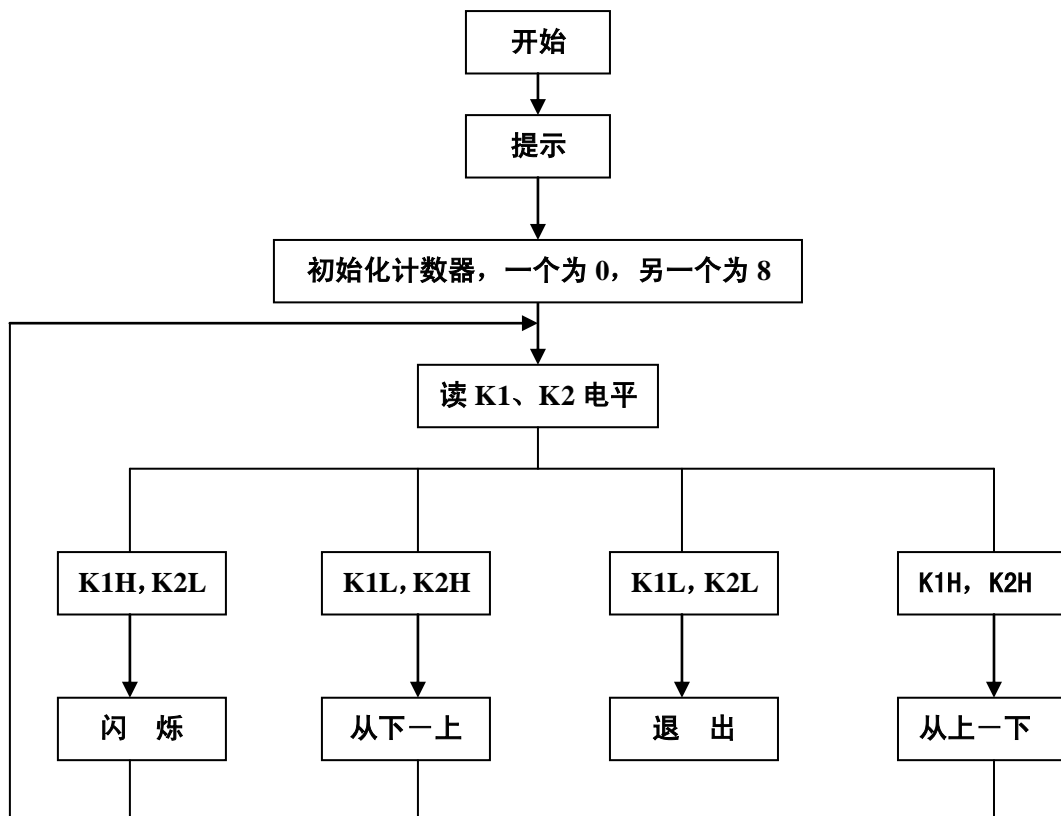 开始
提示
初始化计数器，一个为 0，另一个为 8
读 K1、K2 电平
K1H，K2L
K1L，K2H
K1L，K2L
K1H，K2H
闪 烁
从下－上
退 出
从上－下